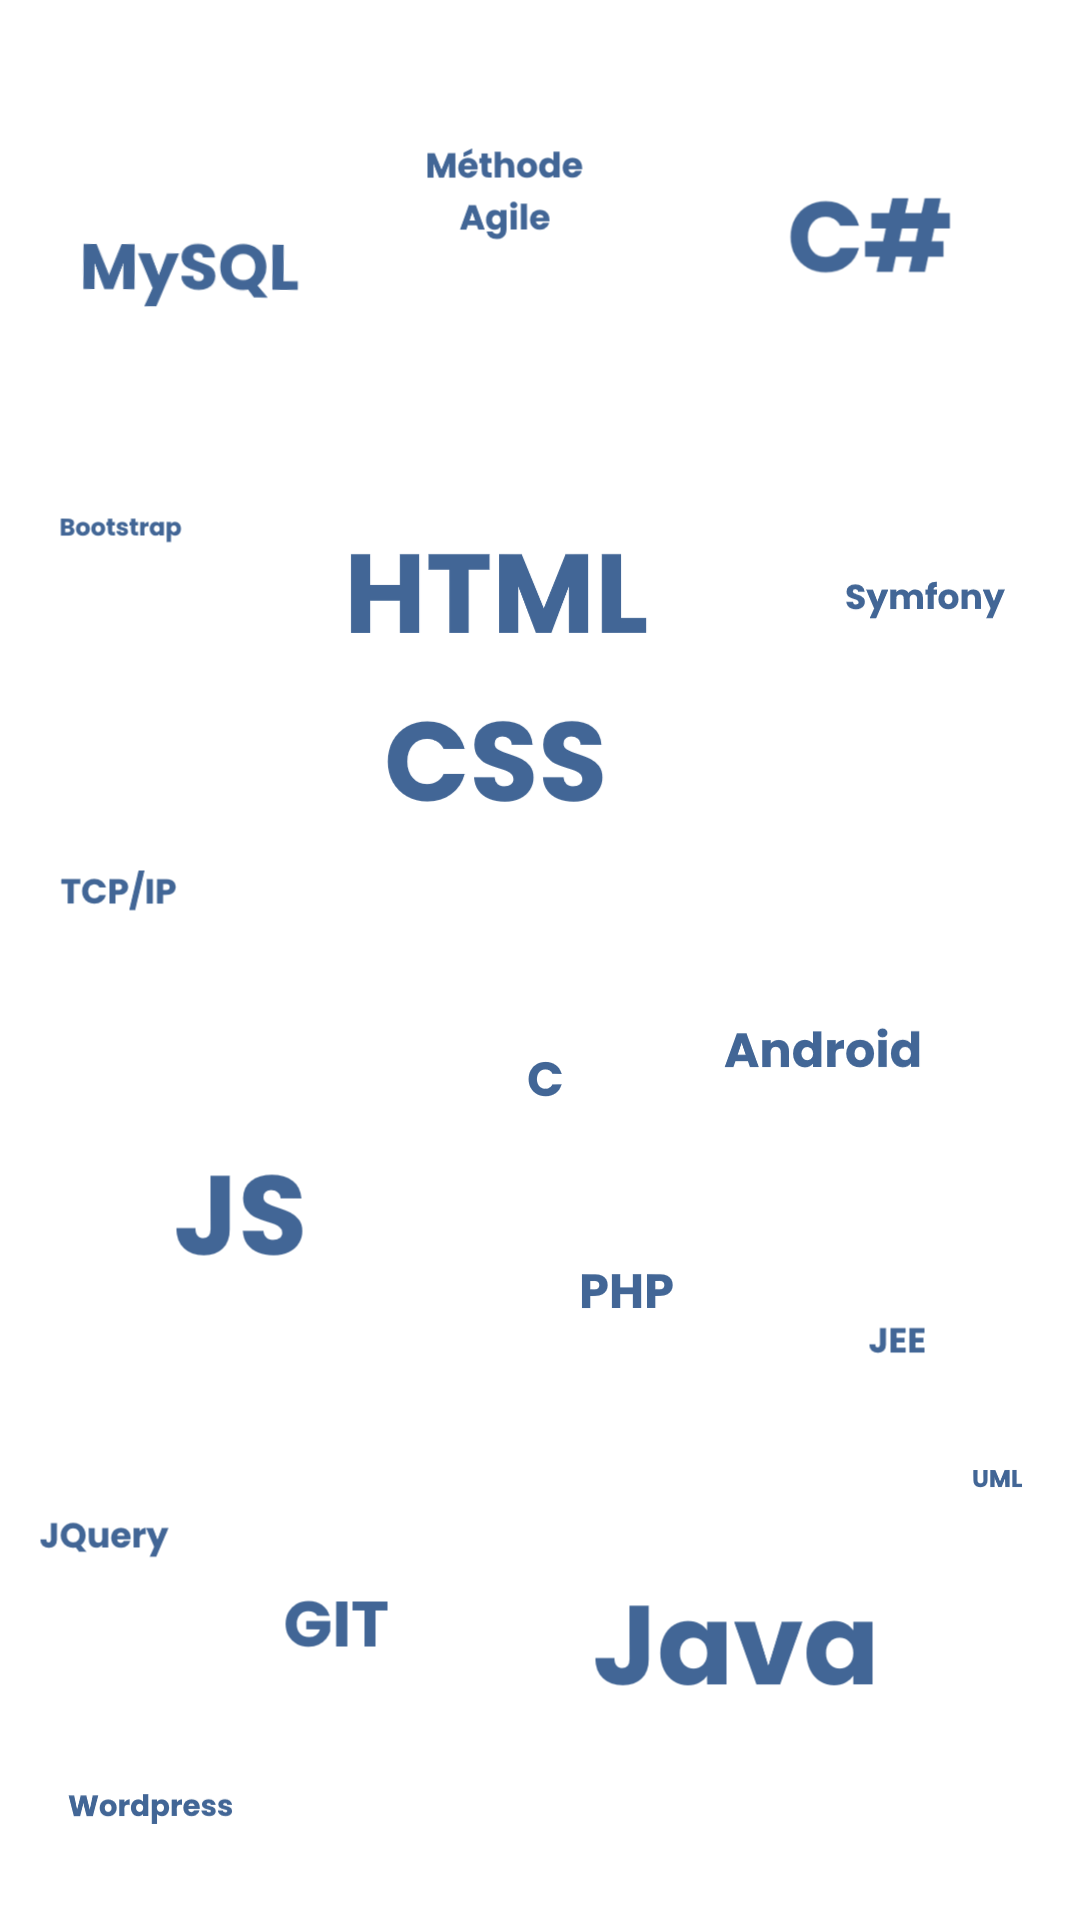 Méthode
Agile
C#
MySQL
Bootstrap
HTML
Symfony
CSS
TCP/IP
Android
C
JS
PHP
JEE
UML
JQuery
GIT
Java
Wordpress